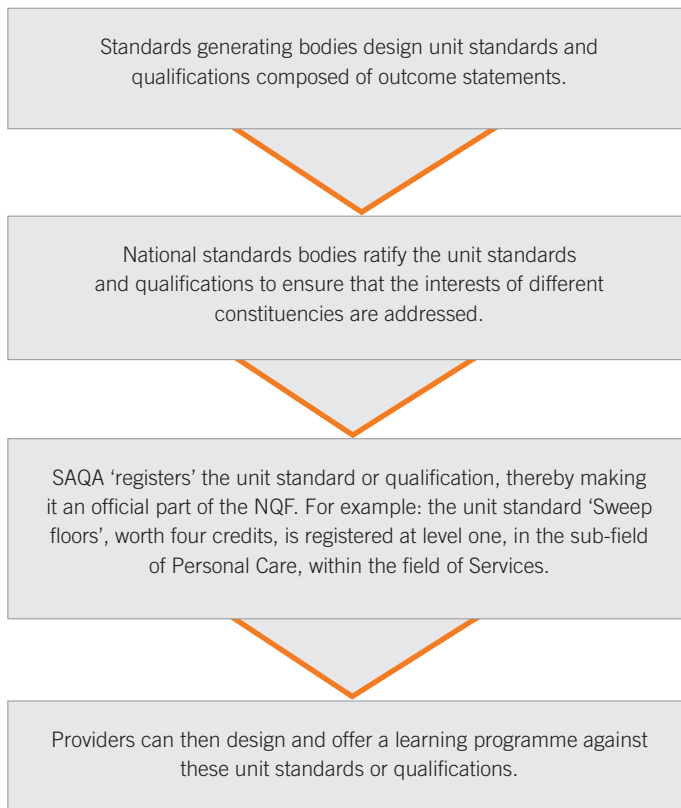 Standards generating bodies design unit standards and
qualifications composed of outcome statements.
National standards bodies ratify the unit standards
and qualifications to ensure that the interests of different
constituencies are addressed.
SAQA ‘registers’ the unit standard or qualification, thereby making
it an official part of the NQF. For example: the unit standard ‘Sweep
floors’, worth four credits, is registered at level one, in the sub-field
of Personal Care, within the field of Services.
Providers can then design and offer a learning programme against
these unit standards or qualifications.